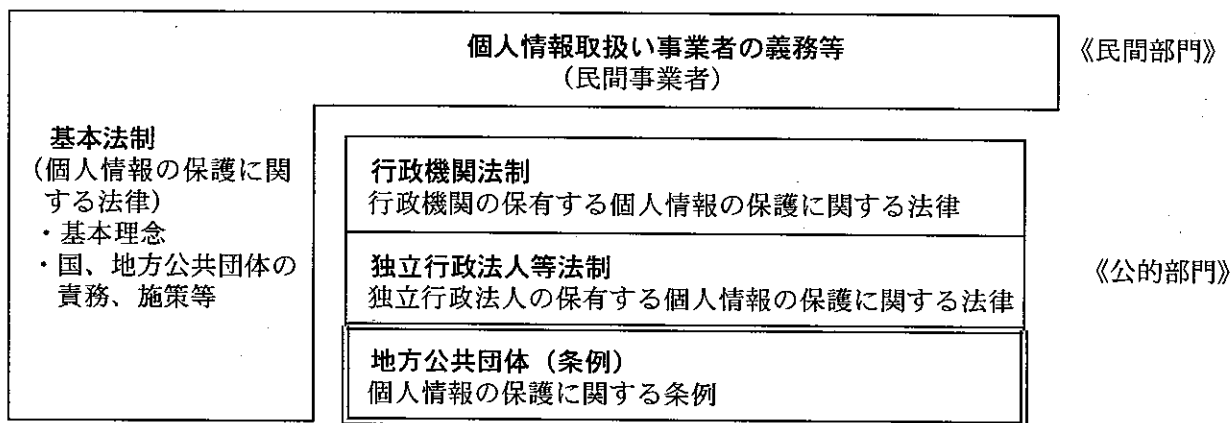 個人情報取扱い事業者の義務等
(民間事業者)
《民間部門》
基本法制
(個人情報の保護に関
する法律)
・基本理念
・国、地方公共団体の
責務、施策等
行政機関法制
行政機関の保有する個人情報の保護に関する法律
独立行政法人等法制
独立行政法人の保有する個人情報の保護に関する法律
《公的部門》
地方公共団体(条例)
個人情報の保護に関する条例